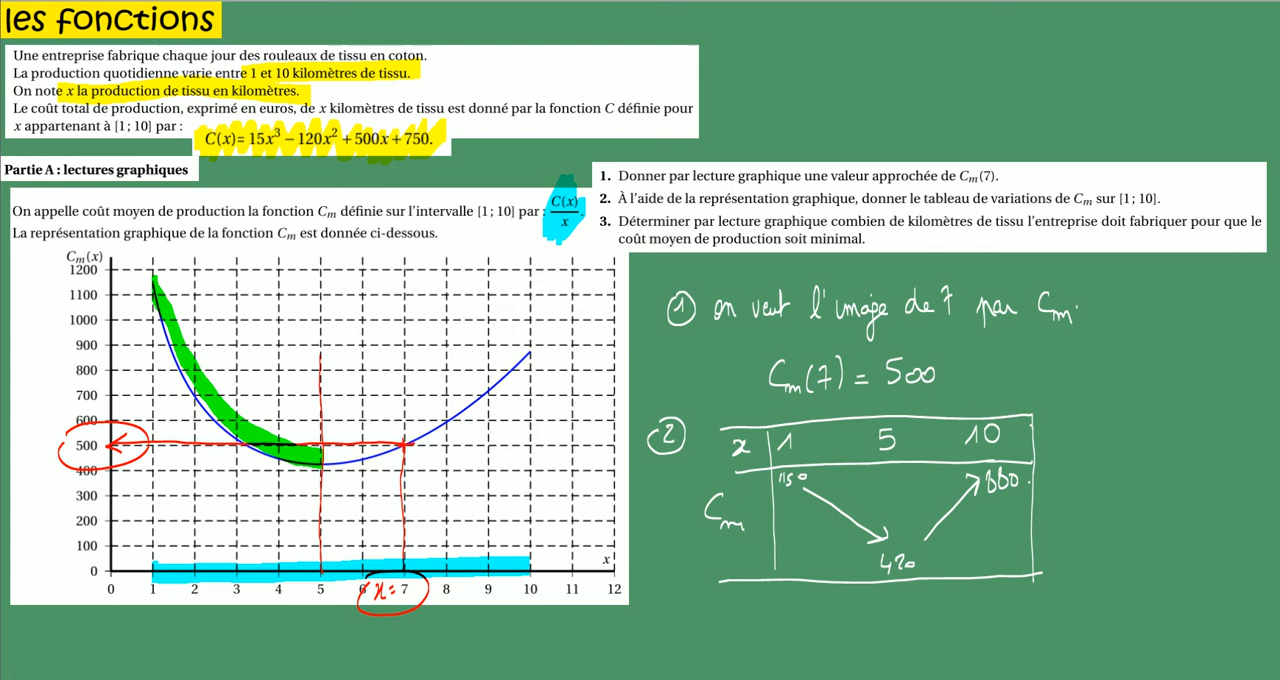 les fonctions
Une entreprise fabrique chaque jour des rouleaux de tissu en coton.
La production quotidienne varie entre 1 et 10 kilomètres de tissu.
On note x la production de tissu en kilomètres.
Le coût total de production, exprimé en euros, de x kilomètres de tissu est donné par la fonction C définie pour
x appartenant à [1 ; 10] par :
C(x) = 15x³ − 120x² + 500x + 750.
Partie A : lectures graphiques
On appelle coût moyen de production la fonction Cₘ définie sur l'intervalle [1 ; 10] par : C(x)/x.
La représentation graphique de la fonction Cₘ est donnée ci-dessous.
1. Donner par lecture graphique une valeur approchée de Cₘ(7).
2. À l'aide de la représentation graphique, donner le tableau de variations de Cₘ sur [1 ; 10].
3. Déterminer par lecture graphique combien de kilomètres de tissu l'entreprise doit fabriquer pour que le
coût moyen de production soit minimal.
Cₘ(x)
1200
1100
1000
900
800
700
600
500
400
300
200
100
0
x
0 1 2 3 4 5 6 7 8 9 10 11 12
x =
① on veut l'image de 7 par Cₘ.
Cₘ(7) = 500
②
x 1 5 10
Cₘ
1150 880
420